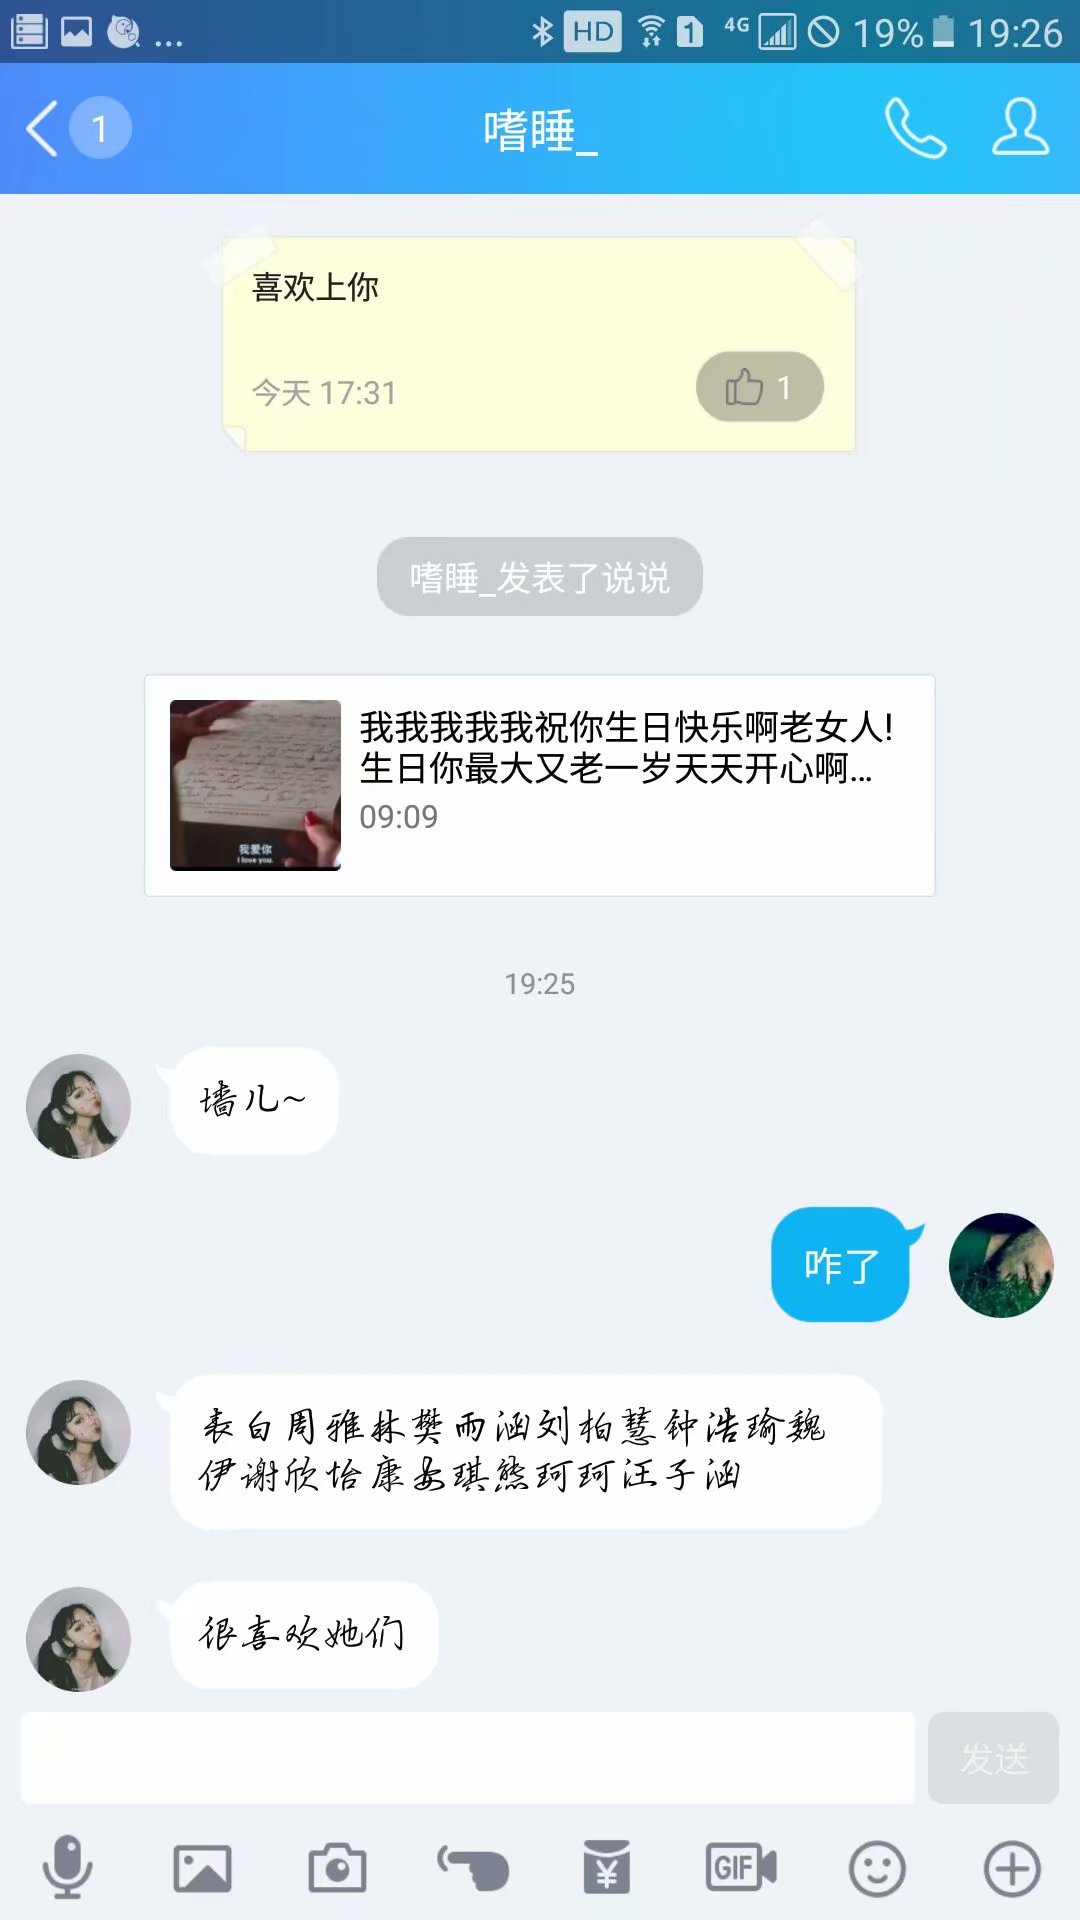 HD 1 4G 19% 19:26
1
嗜睡_
喜欢上你
今天 17:31
1
嗜睡_发表了说说
我我我我我祝你生日快乐啊老女人!
生日你最大又老一岁天天开心啊...
09:09
我爱你
I love you.
19:25
墙儿~
咋了
表白周雅林樊雨涵刘柏慧钟浩瑜魏
伊谢欣怡康安琪熊珂珂汪子涵
很喜欢她们
发送
GIF